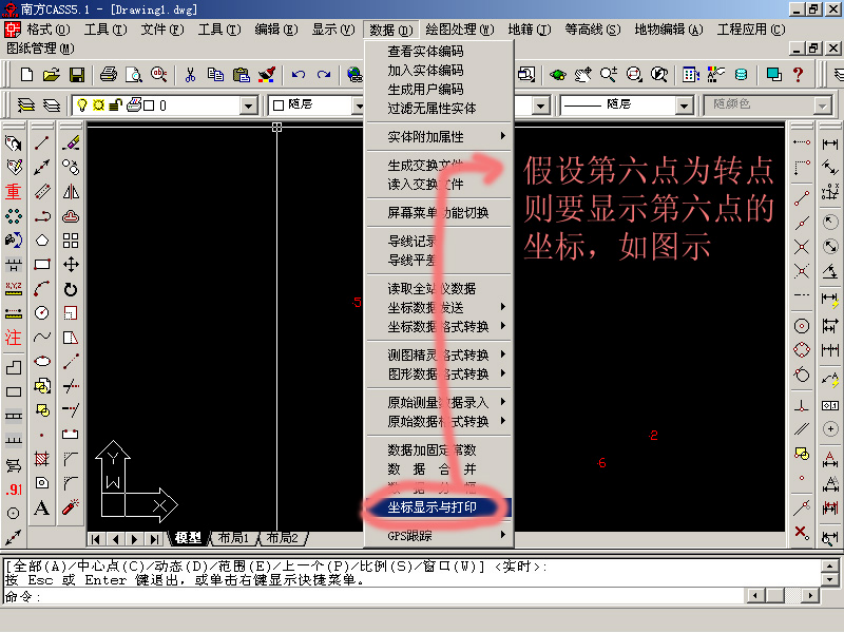 南方CASS5.1 - [Drawing1.dwg]
格式(O) 工具(T) 文件(F) 工具(T) 编辑(E) 显示(V) 数据(D) 绘图处理(W) 地籍(I) 等高线(S) 地物编辑(A) 工程应用(C)
图纸管理(M)
0 随层 随层 随颜色
查看实体编码
加入实体编码
生成用户编码
过滤无属性实体
实体附加属性
生成交换文件
读入交换文件
屏幕菜单功能切换
导线记录
导线平差
读取全站仪数据
坐标数据发送
坐标数据格式转换
测图精灵格式转换
图形数据格式转换
原始测量数据录入
原始数据格式转换
数据加固定常数
数 据 合 并
数 据 分 幅
坐标显示与打印
GPS跟踪
假设第六点为转点
则要显示第六点的
坐标，如图示
重
X,Y,Z
注
.91
A
5
2
6
Y
W
X
模型 布局1 布局2
[全部(A)/中心点(C)/动态(D)/范围(E)/上一个(P)/比例(S)/窗口(W)] <实时>:
按 Esc 或 Enter 键退出，或单击右键显示快捷菜单。
命令: